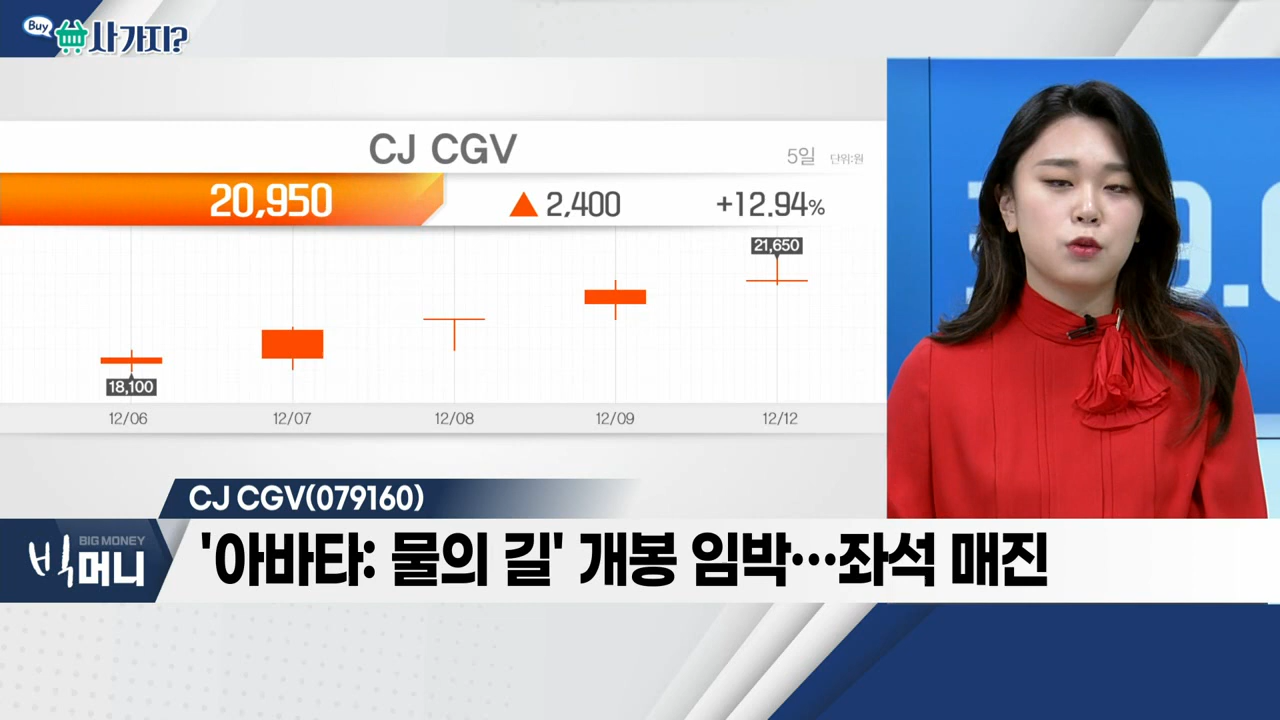 Buy
사가지?
CJ CGV
5일 단위:원
20,950 ▲ 2,400 +12.94%
21,650
18,100
12/06 12/07 12/08 12/09 12/12
CJ CGV(079160)
BIG MONEY
빅머니
'아바타: 물의 길' 개봉 임박…좌석 매진